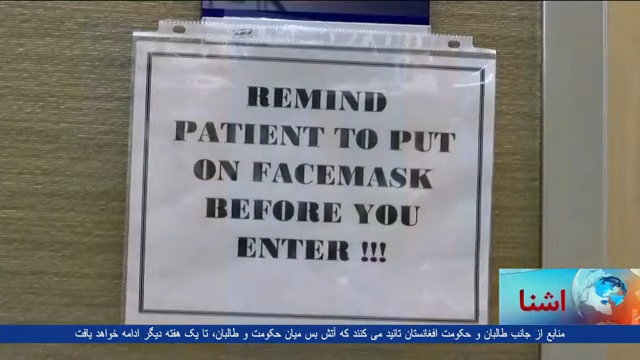 REMIND
PATIENT TO PUT
ON FACEMASK
BEFORE YOU
ENTER !!!
اشنا
منابع از جانب طالبان و حکومت افغانستان تائید می کنند که آتش بس میان حکومت و طالبان، تا یک هفته دیگر ادامه خواهد یافت